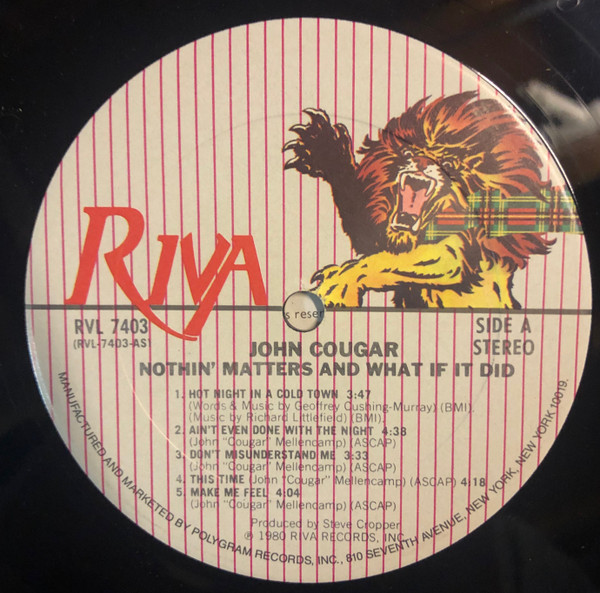 RIVA
s reser
RVL 7403
(RVL-7403-AS)
SIDE A
STEREO
JOHN COUGAR
NOTHIN' MATTERS AND WHAT IF IT DID
1. HOT NIGHT IN A COLD TOWN 3:47
(Words & Music by Geoffrey Cushing-Murray) (BMI).
(Music by Richard Littlefield) (BMI).
2. AIN'T EVEN DONE WITH THE NIGHT 4:38
(John "Cougar" Mellencamp) (ASCAP)
3. DON'T MISUNDERSTAND ME 3:33
(John "Cougar" Mellencamp) (ASCAP)
4. THIS TIME (John "Cougar" Mellencamp) (ASCAP) 4:18
5. MAKE ME FEEL 4:04
(John "Cougar" Mellencamp) (ASCAP)
Produced by Steve Cropper
℗ 1980 RIVA RECORDS, INC.
MANUFACTURED AND MARKETED BY POLYGRAM RECORDS, INC., 810 SEVENTH AVENUE, NEW YORK, NEW YORK 10019.